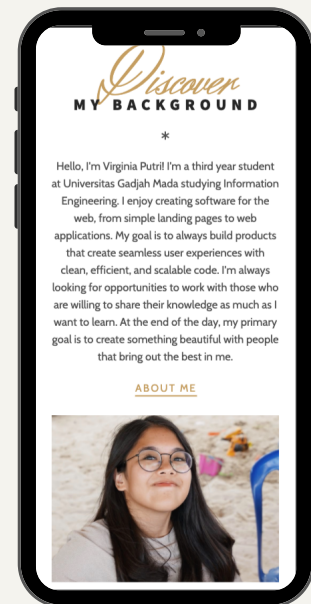 Discover
MY BACKGROUND
*
Hello, I'm Virginia Putri! I'm a third year student
at Universitas Gadjah Mada studying Information
Engineering. I enjoy creating software for the
web, from simple landing pages to web
applications. My goal is to always build products
that create seamless user experiences with
clean, efficient, and scalable code. I'm always
looking for opportunities to work with those who
are willing to share their knowledge as much as I
want to learn. At the end of the day, my primary
goal is to create something beautiful with people
that bring out the best in me.
ABOUT ME